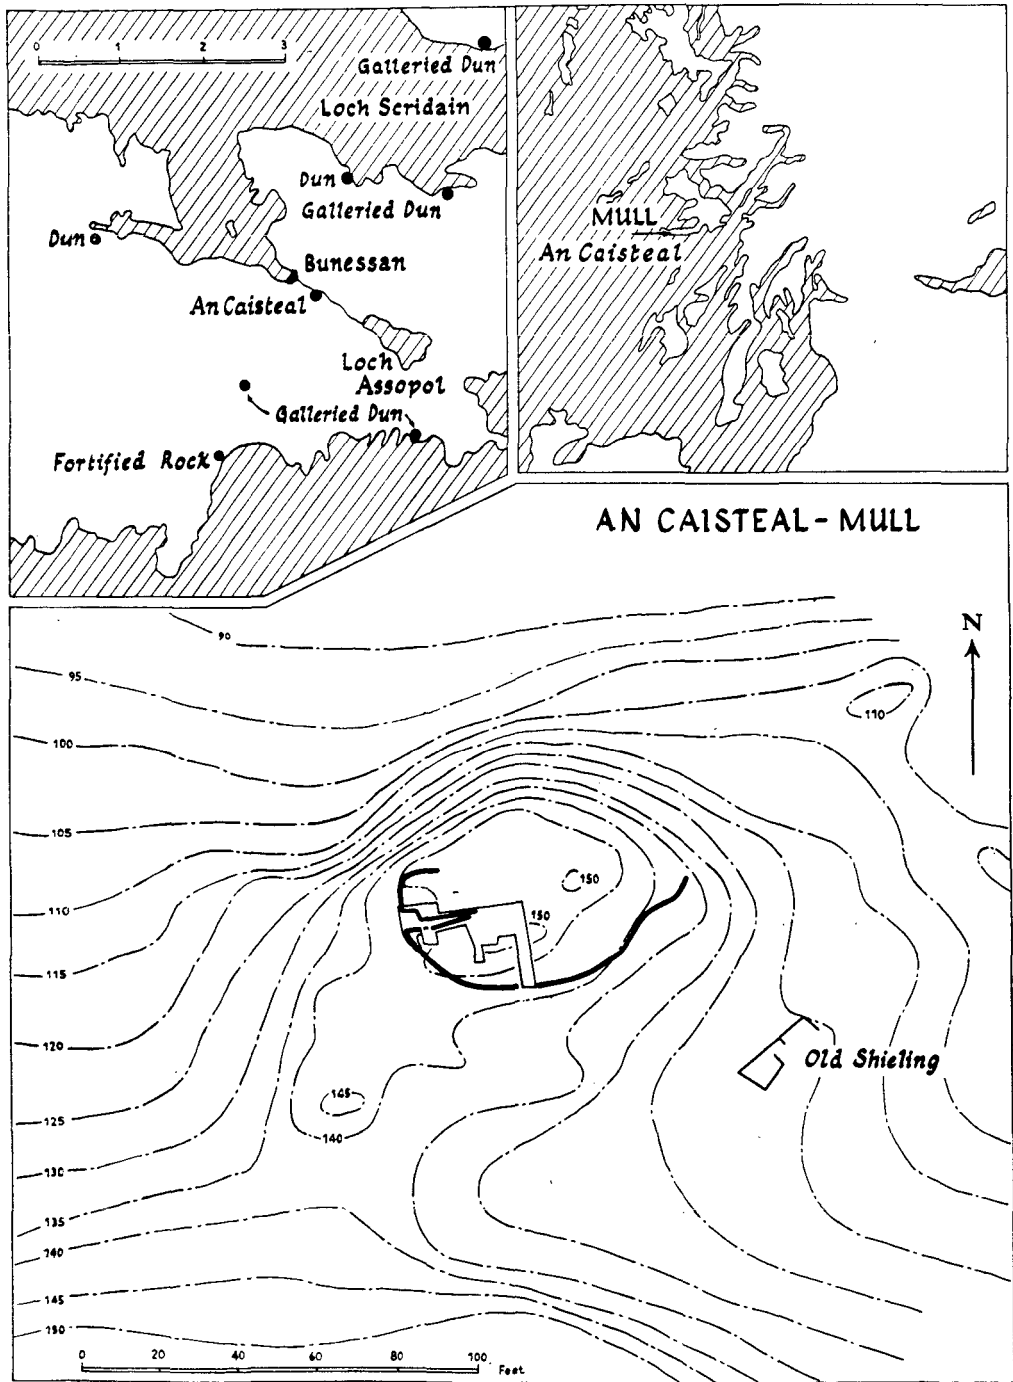 0 1 2 3
Galleried Dun
Loch Scridain
Dun
Galleried Dun
Dun
Bunessan
An Caisteal
Loch
Assopol
Galleried Dun
Fortified Rock
MULL
An Caisteal
AN CAISTEAL - MULL
N
90
95
110
100
105
150
110
150
115
120
Old Shieling
145
125
140
130
135
140
145
150
0 20 40 60 80 100
Feet